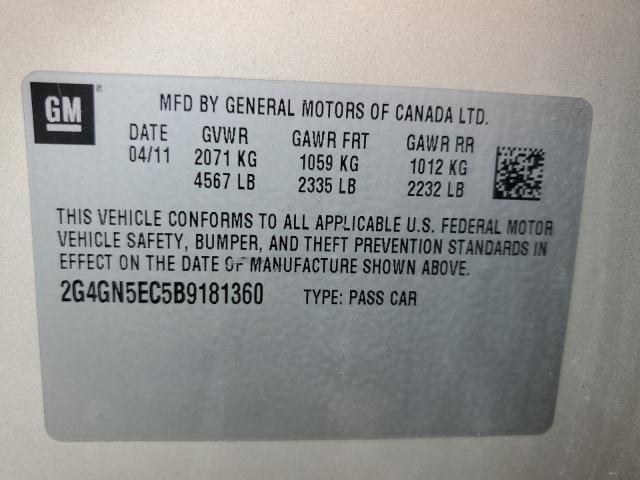 GM®
MFD BY GENERAL MOTORS OF CANADA LTD.
DATE GVWR GAWR FRT GAWR RR
04/11 2071 KG 1059 KG 1012 KG
4567 LB 2335 LB 2232 LB
THIS VEHICLE CONFORMS TO ALL APPLICABLE U.S. FEDERAL MOTOR
VEHICLE SAFETY, BUMPER, AND THEFT PREVENTION STANDARDS IN
EFFECT ON THE DATE OF MANUFACTURE SHOWN ABOVE.
2G4GN5EC5B9181360 TYPE: PASS CAR